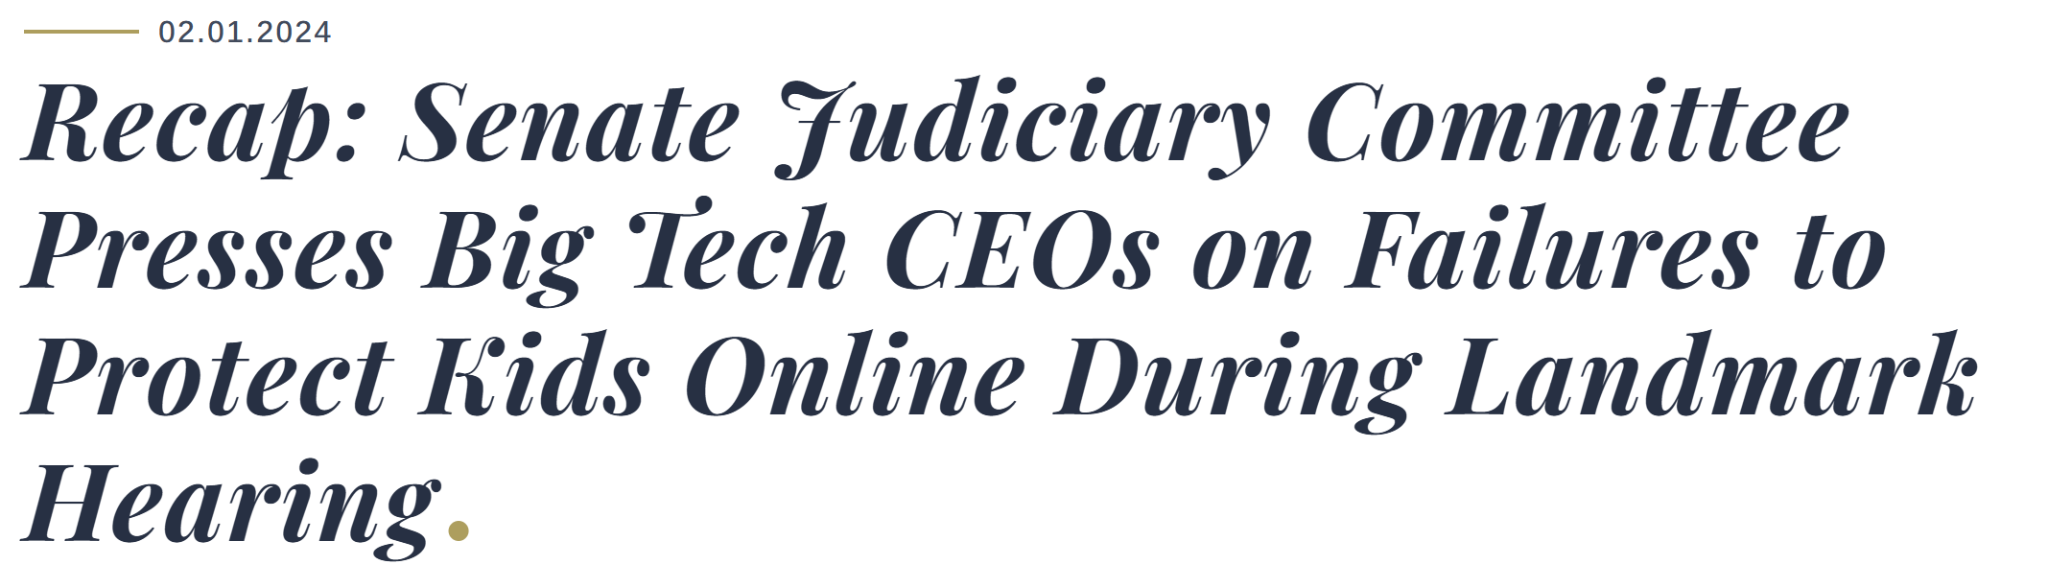 02.01.2024
Recap: Senate Judiciary Committee
Presses Big Tech CEOs on Failures to
Protect Kids Online During Landmark
Hearing.